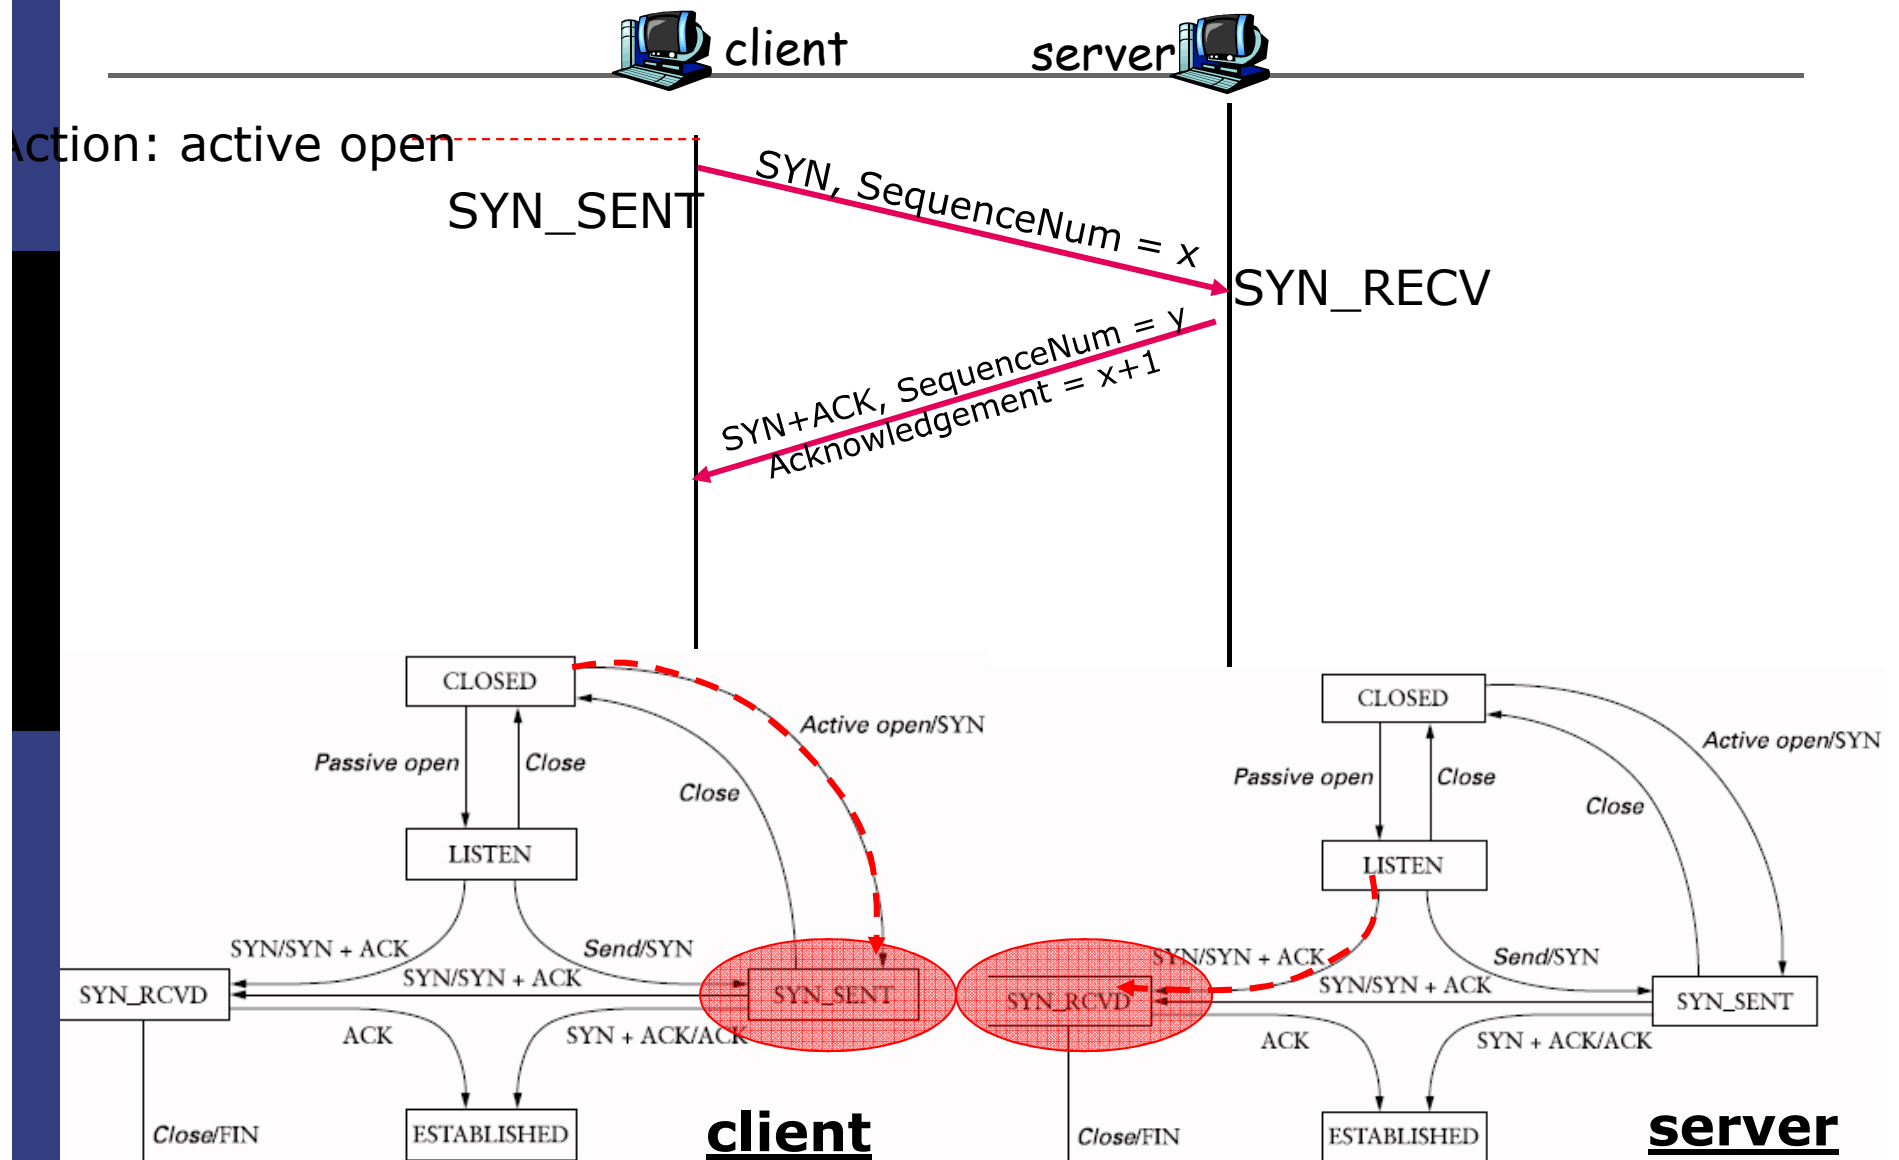 client
server
Action: active open
SYN_SENT
SYN, SequenceNum = x
SYN_RECV
SYN+ACK, SequenceNum = y
Acknowledgement = x+1
CLOSED
Active open/SYN
Passive open
Close
Close
LISTEN
SYN/SYN + ACK
Send/SYN
SYN/SYN + ACK
SYN_RCVD
SYN_SENT
ACK
SYN + ACK/ACK
Close/FIN
ESTABLISHED
client
CLOSED
Active open/SYN
Passive open
Close
Close
LISTEN
SYN/SYN + ACK
Send/SYN
SYN/SYN + ACK
SYN_RCVD
SYN_SENT
ACK
SYN + ACK/ACK
Close/FIN
ESTABLISHED
server